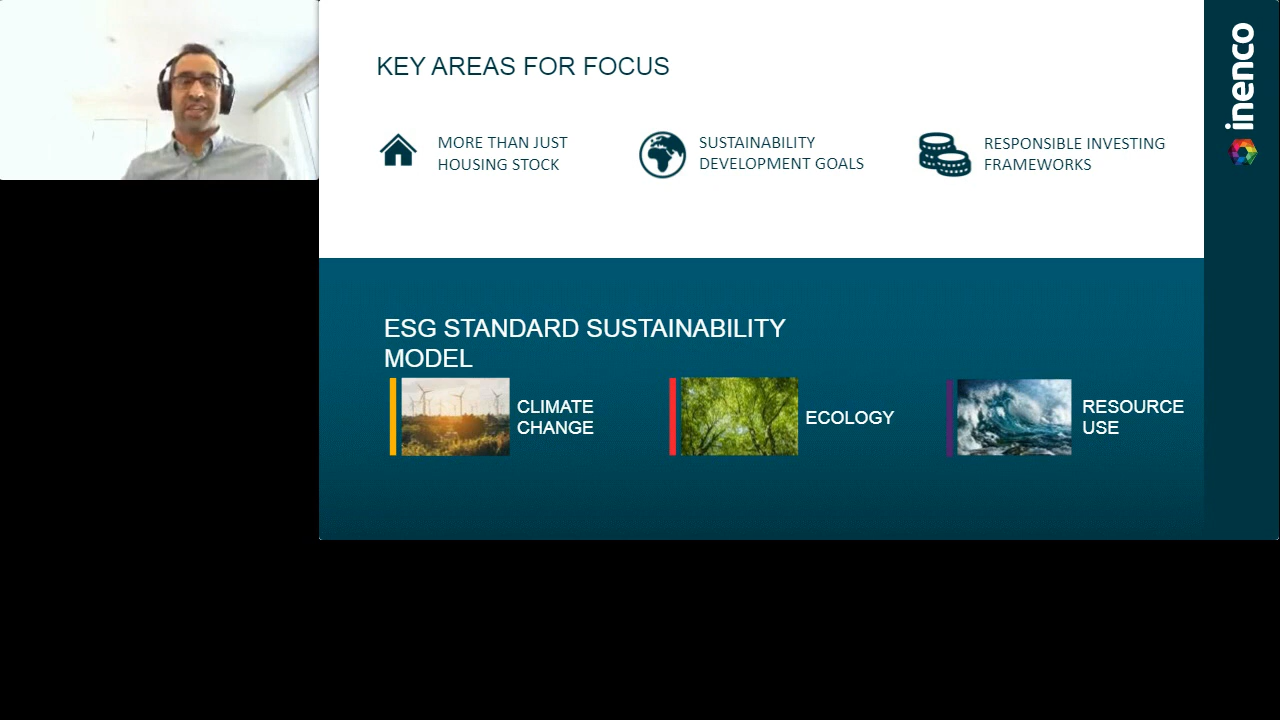 KEY AREAS FOR FOCUS
MORE THAN JUST
HOUSING STOCK
SUSTAINABILITY
DEVELOPMENT GOALS
RESPONSIBLE INVESTING
FRAMEWORKS
inenco
ESG STANDARD SUSTAINABILITY
MODEL
CLIMATE
CHANGE
ECOLOGY
RESOURCE
USE